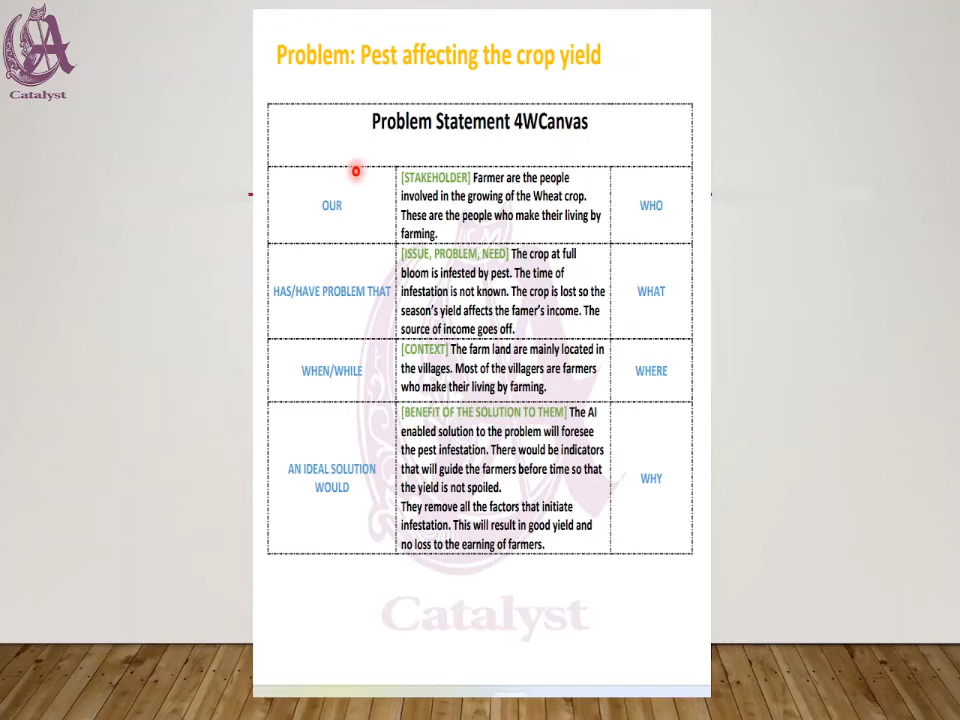 Catalyst
Problem: Pest affecting the crop yield
Problem Statement 4WCanvas
OUR
[STAKEHOLDER] Farmer are the people
involved in the growing of the Wheat crop.
These are the people who make their living by
farming.
WHO
HAS/HAVE PROBLEM THAT
[ISSUE, PROBLEM, NEED] The crop at full
bloom is infested by pest. The time of
infestation is not known. The crop is lost so the
season's yield affects the famer's income. The
source of income goes off.
WHAT
WHEN/WHILE
[CONTEXT] The farm land are mainly located in
the villages. Most of the villagers are farmers
who make their living by farming.
WHERE
AN IDEAL SOLUTION
WOULD
[BENEFIT OF THE SOLUTION TO THEM] The AI
enabled solution to the problem will foresee
the pest infestation. There would be indicators
that will guide the farmers before time so that
the yield is not spoiled.
They remove all the factors that initiate
infestation. This will result in good yield and
no loss to the earning of farmers.
WHY
Catalyst